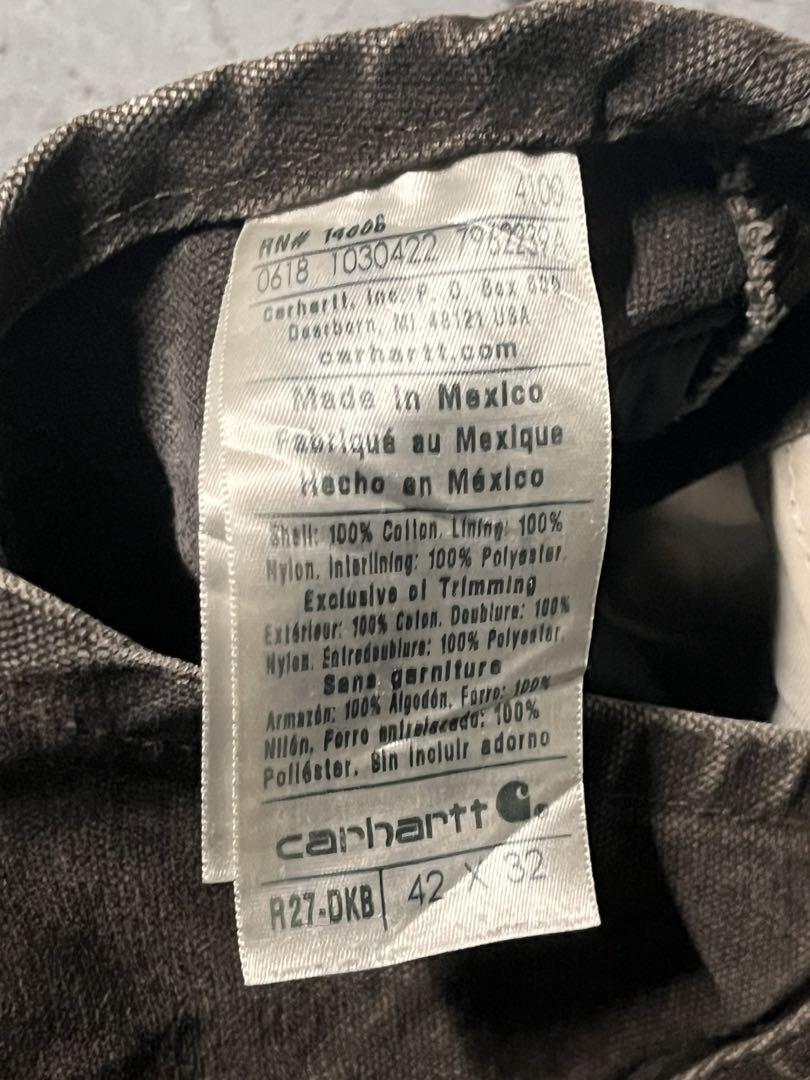 RN# 14806 4100
0618 1030422 7962239A
Carhartt, Inc. P. O. Box 600
Dearborn, MI 48121 USA
carhartt.com
Made in Mexico
Fabriqué au Mexique
Hecho en México
Shell: 100% Cotton, Lining: 100%
Nylon, Interlining: 100% Polyester
Exclusive of Trimming
Extérieur: 100% Coton, Doublure: 100%
Nylon, Entredoublure: 100% Polyester,
Sans garniture
Armazón: 100% Algodón, Forro: 100%
Nilón, Forro entrelacado: 100%
Poliéster, Sin incluir adorno
carhartt
R27-DKB 42 X 32